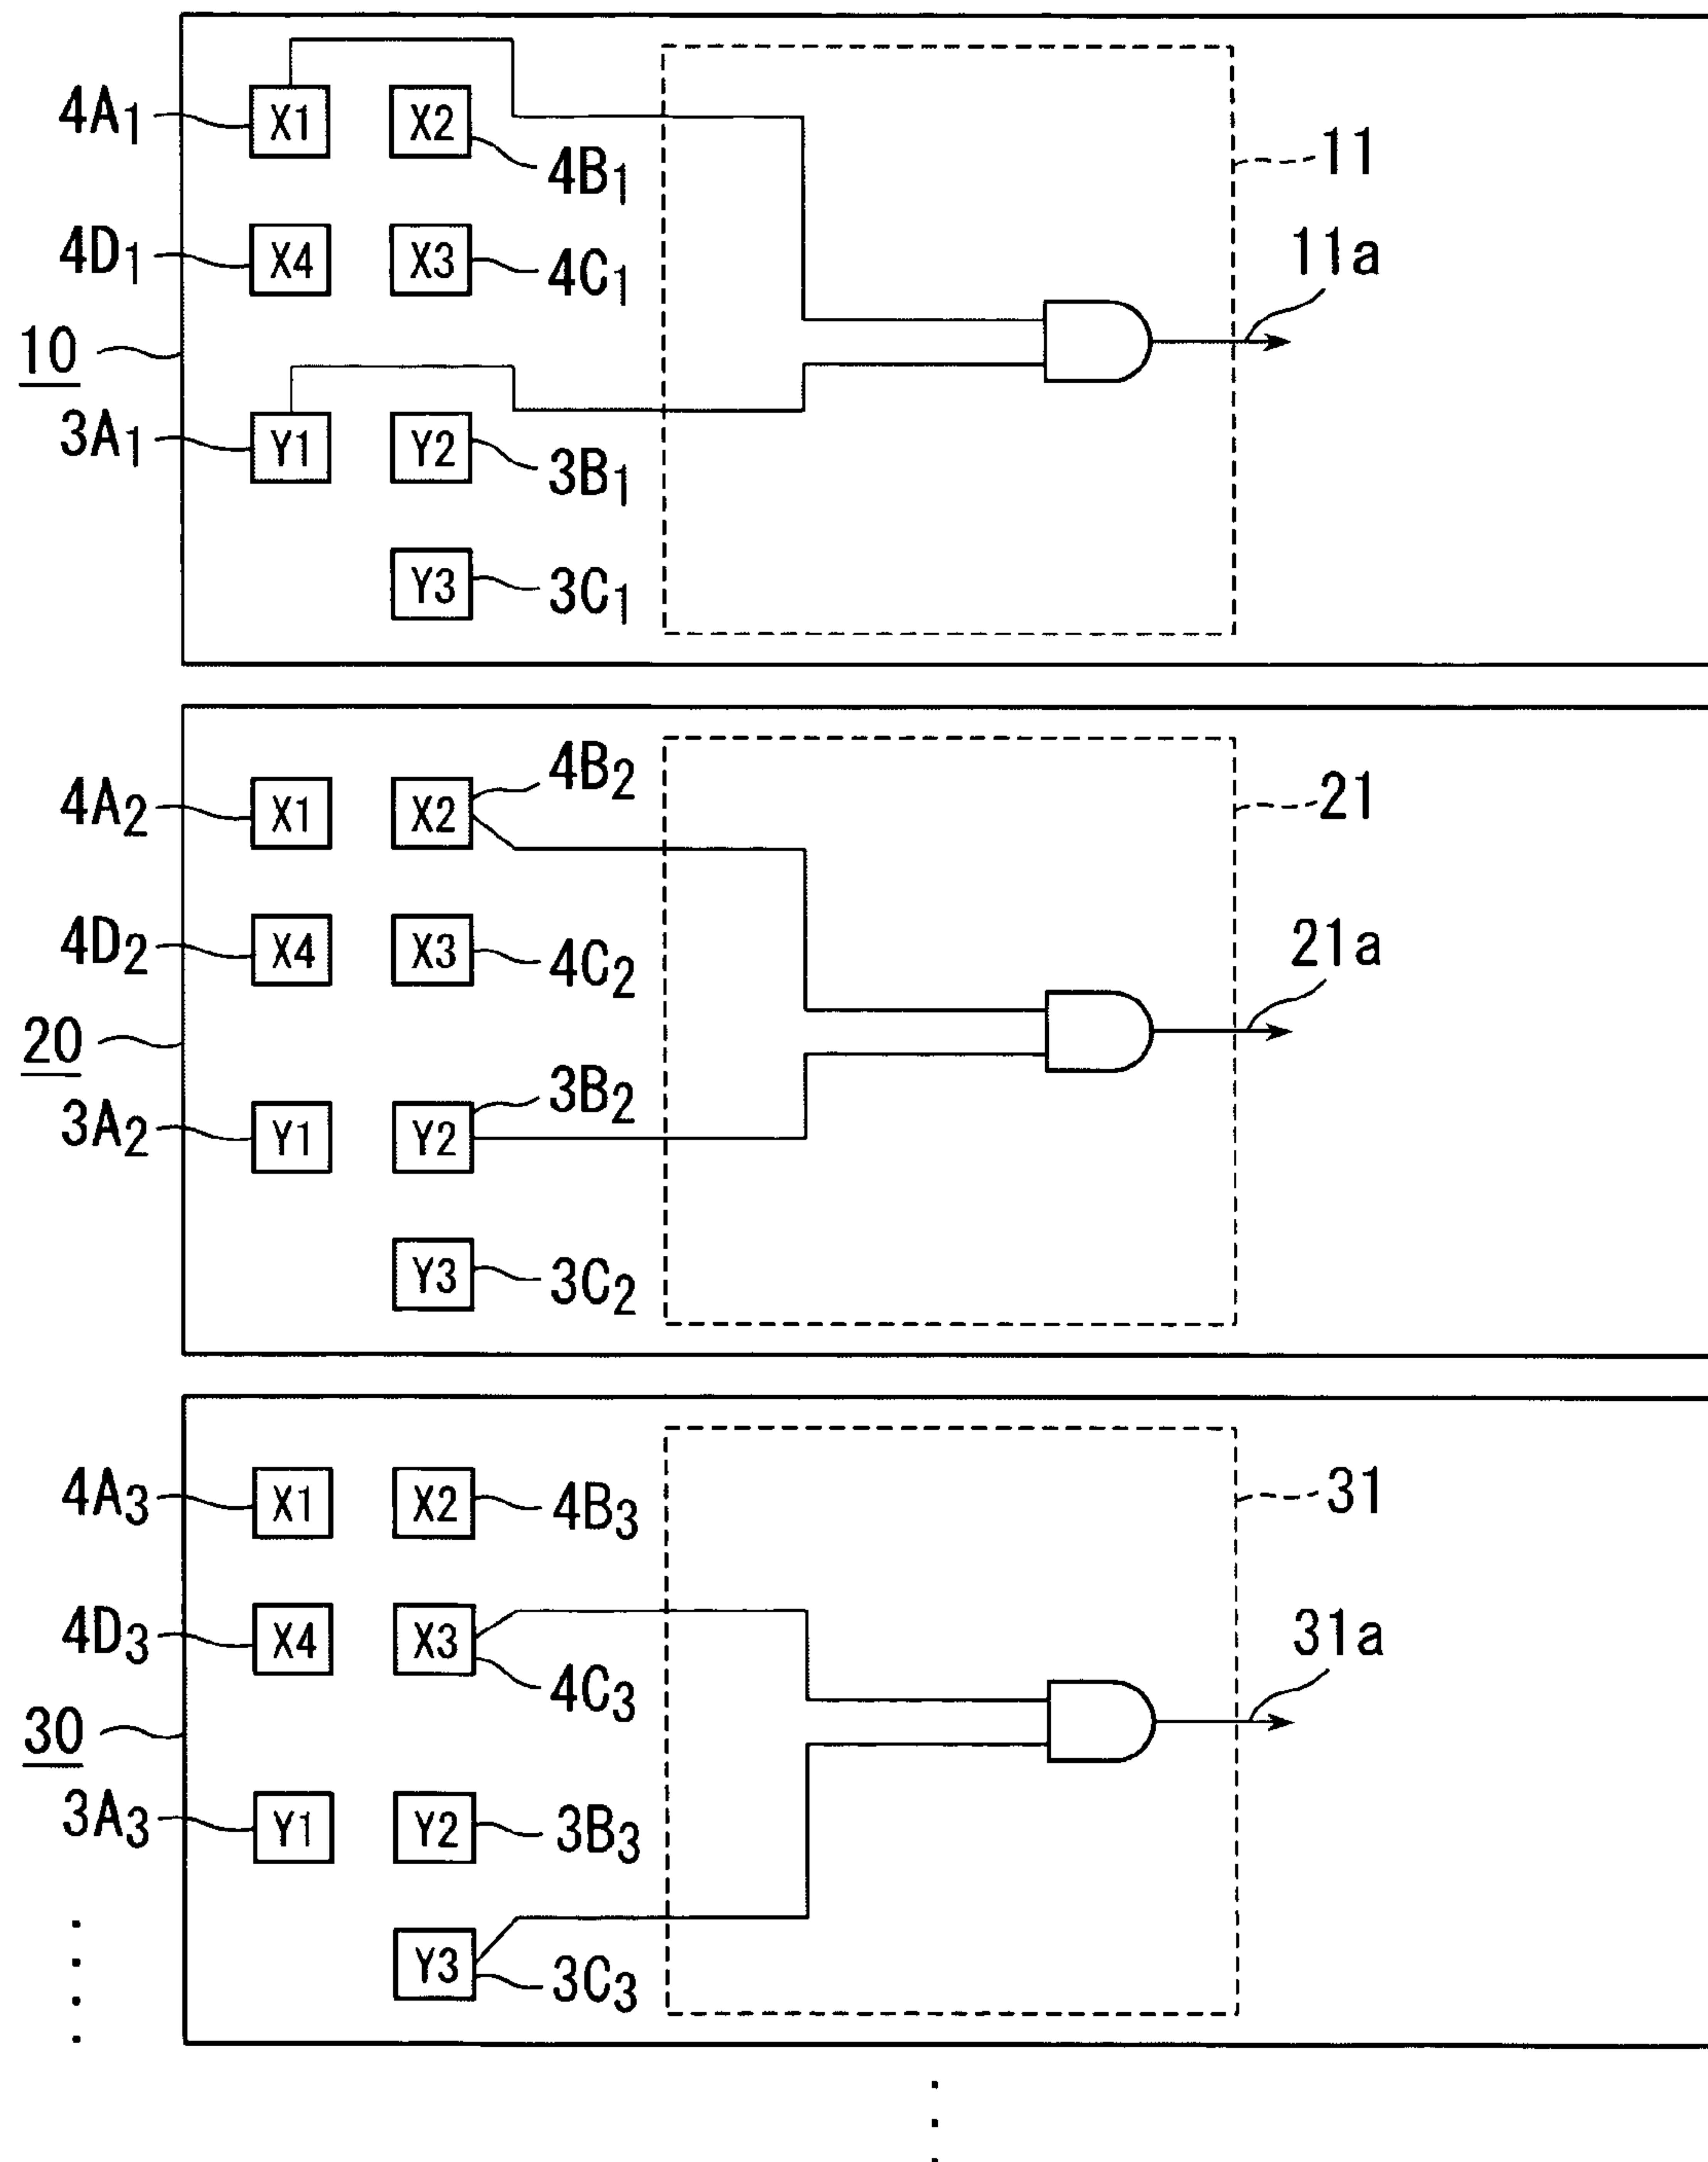 4A1 X1 X2 4B1 11
4D1 X4 X3 4C1 11a
10
3A1 Y1 Y2 3B1
Y3 3C1
4A2 X1 X2 4B2 21
4D2 X4 X3 4C2 21a
20
3A2 Y1 Y2 3B2
Y3 3C2
4A3 X1 X2 4B3 31
4D3 X4 X3 4C3 31a
30
3A3 Y1 Y2 3B3
Y3 3C3